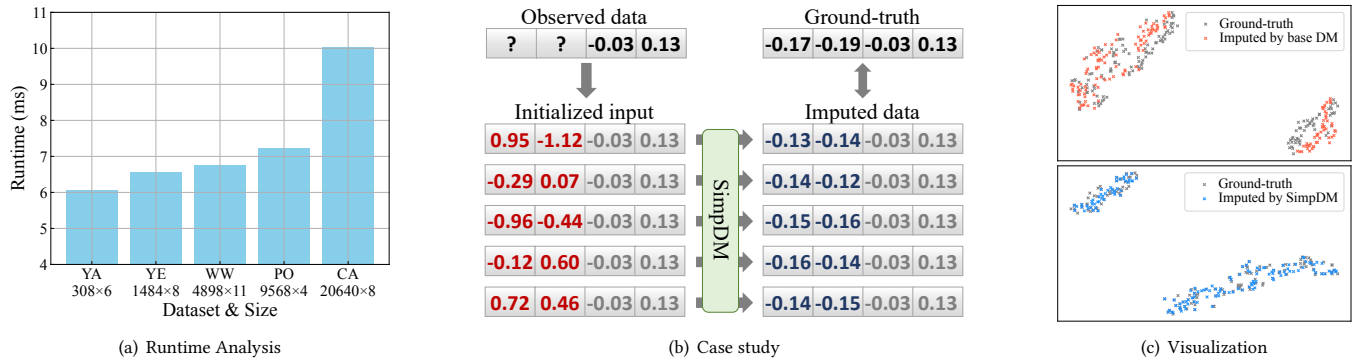 Runtime (ms)
11
10
9
8
7
6
5
4
YA YE WW PO CA
308×6 1484×8 4898×11 9568×4 20640×8
Dataset & Size
(a) Runtime Analysis
Observed data Ground-truth
? ? -0.03 0.13 -0.17 -0.19 -0.03 0.13
Initialized input Imputed data
0.95 -1.12 -0.03 0.13 -0.13 -0.14 -0.03 0.13
-0.29 0.07 -0.03 0.13 -0.14 -0.12 -0.03 0.13
-0.96 -0.44 -0.03 0.13 -0.15 -0.16 -0.03 0.13
-0.12 0.60 -0.03 0.13 -0.16 -0.14 -0.03 0.13
0.72 0.46 -0.03 0.13 -0.14 -0.15 -0.03 0.13
SimpDM
(b) Case study
Ground-truth
Imputed by base DM
Ground-truth
Imputed by SimpDM
(c) Visualization